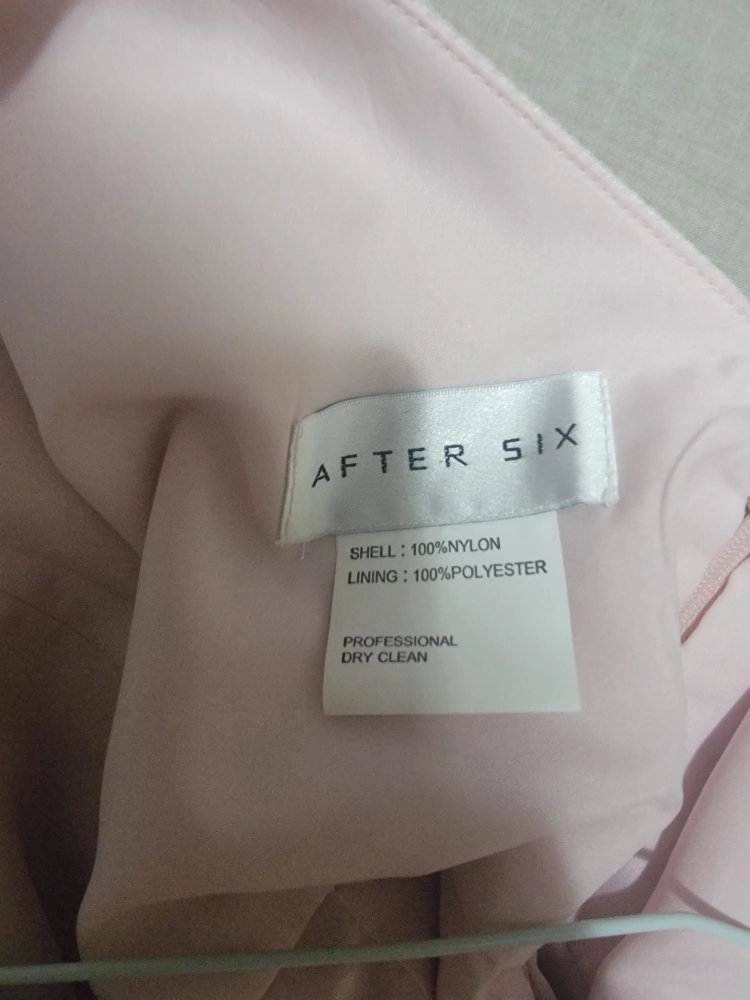 AFTER SIX
SHELL : 100%NYLON
LINING : 100%POLYESTER
PROFESSIONAL
DRY CLEAN